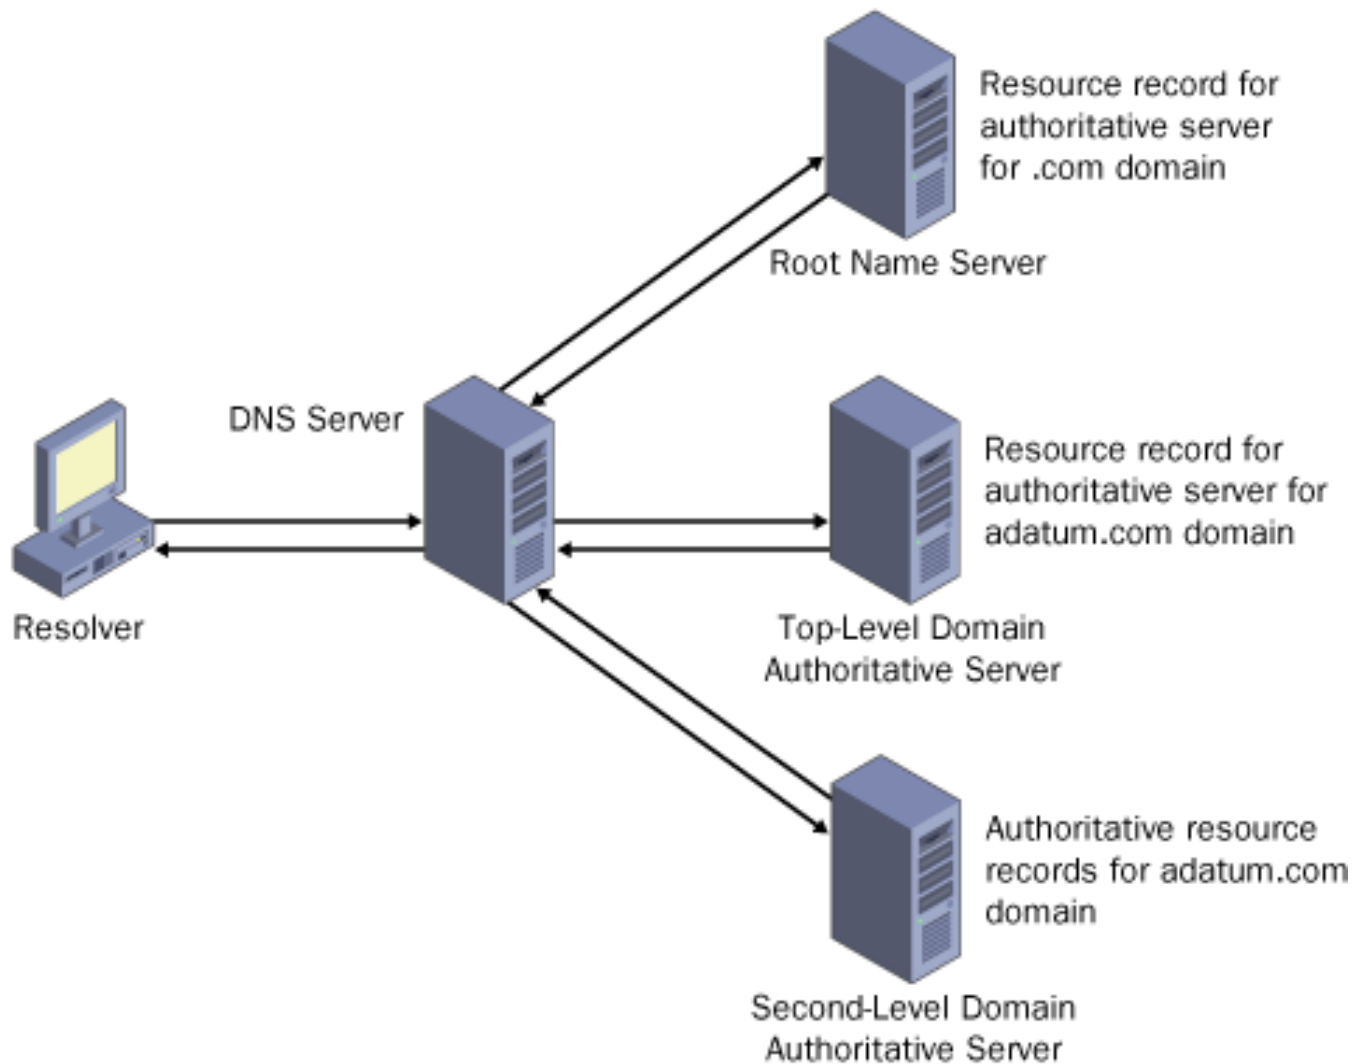 Resource record for
authoritative server
for .com domain
Root Name Server
DNS Server
Resource record for
authoritative server for
adatum.com domain
Resolver
Top-Level Domain
Authoritative Server
Authoritative resource
records for adatum.com
domain
Second-Level Domain
Authoritative Server